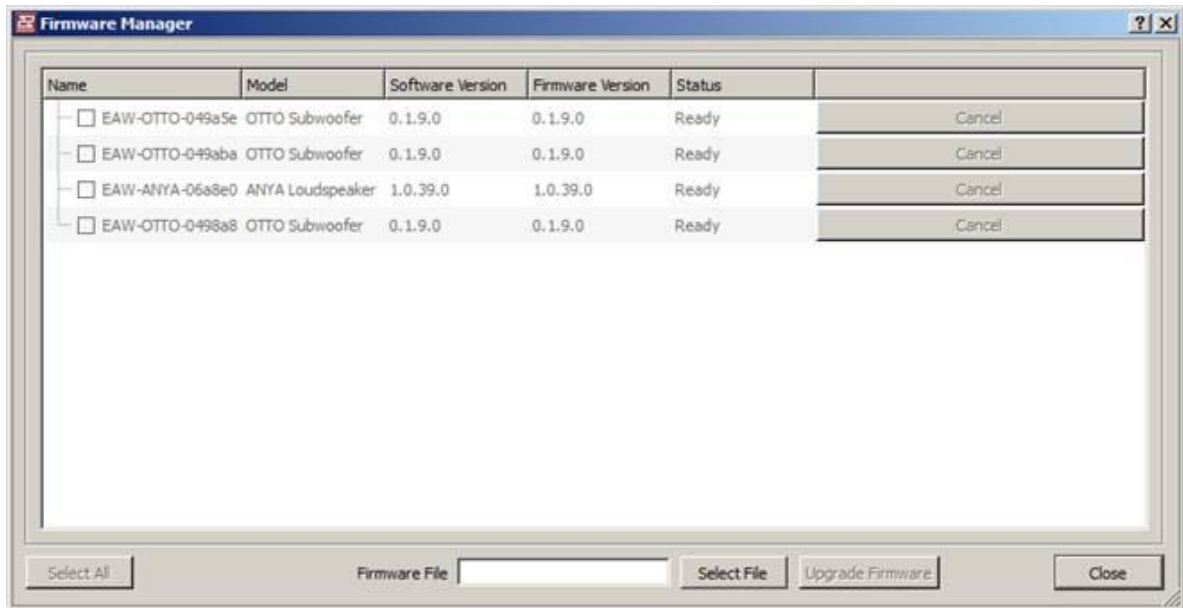 Firmware Manager
Name Model Software Version Firmware Version Status
EAW-OTTO-049a5e OTTO Subwoofer 0.1.9.0 0.1.9.0 Ready Cancel
EAW-OTTO-049aba OTTO Subwoofer 0.1.9.0 0.1.9.0 Ready Cancel
EAW-ANYA-06a8e0 ANYA Loudspeaker 1.0.39.0 1.0.39.0 Ready Cancel
EAW-OTTO-0498a8 OTTO Subwoofer 0.1.9.0 0.1.9.0 Ready Cancel
Select All Firmware File Select File Upgrade Firmware Close